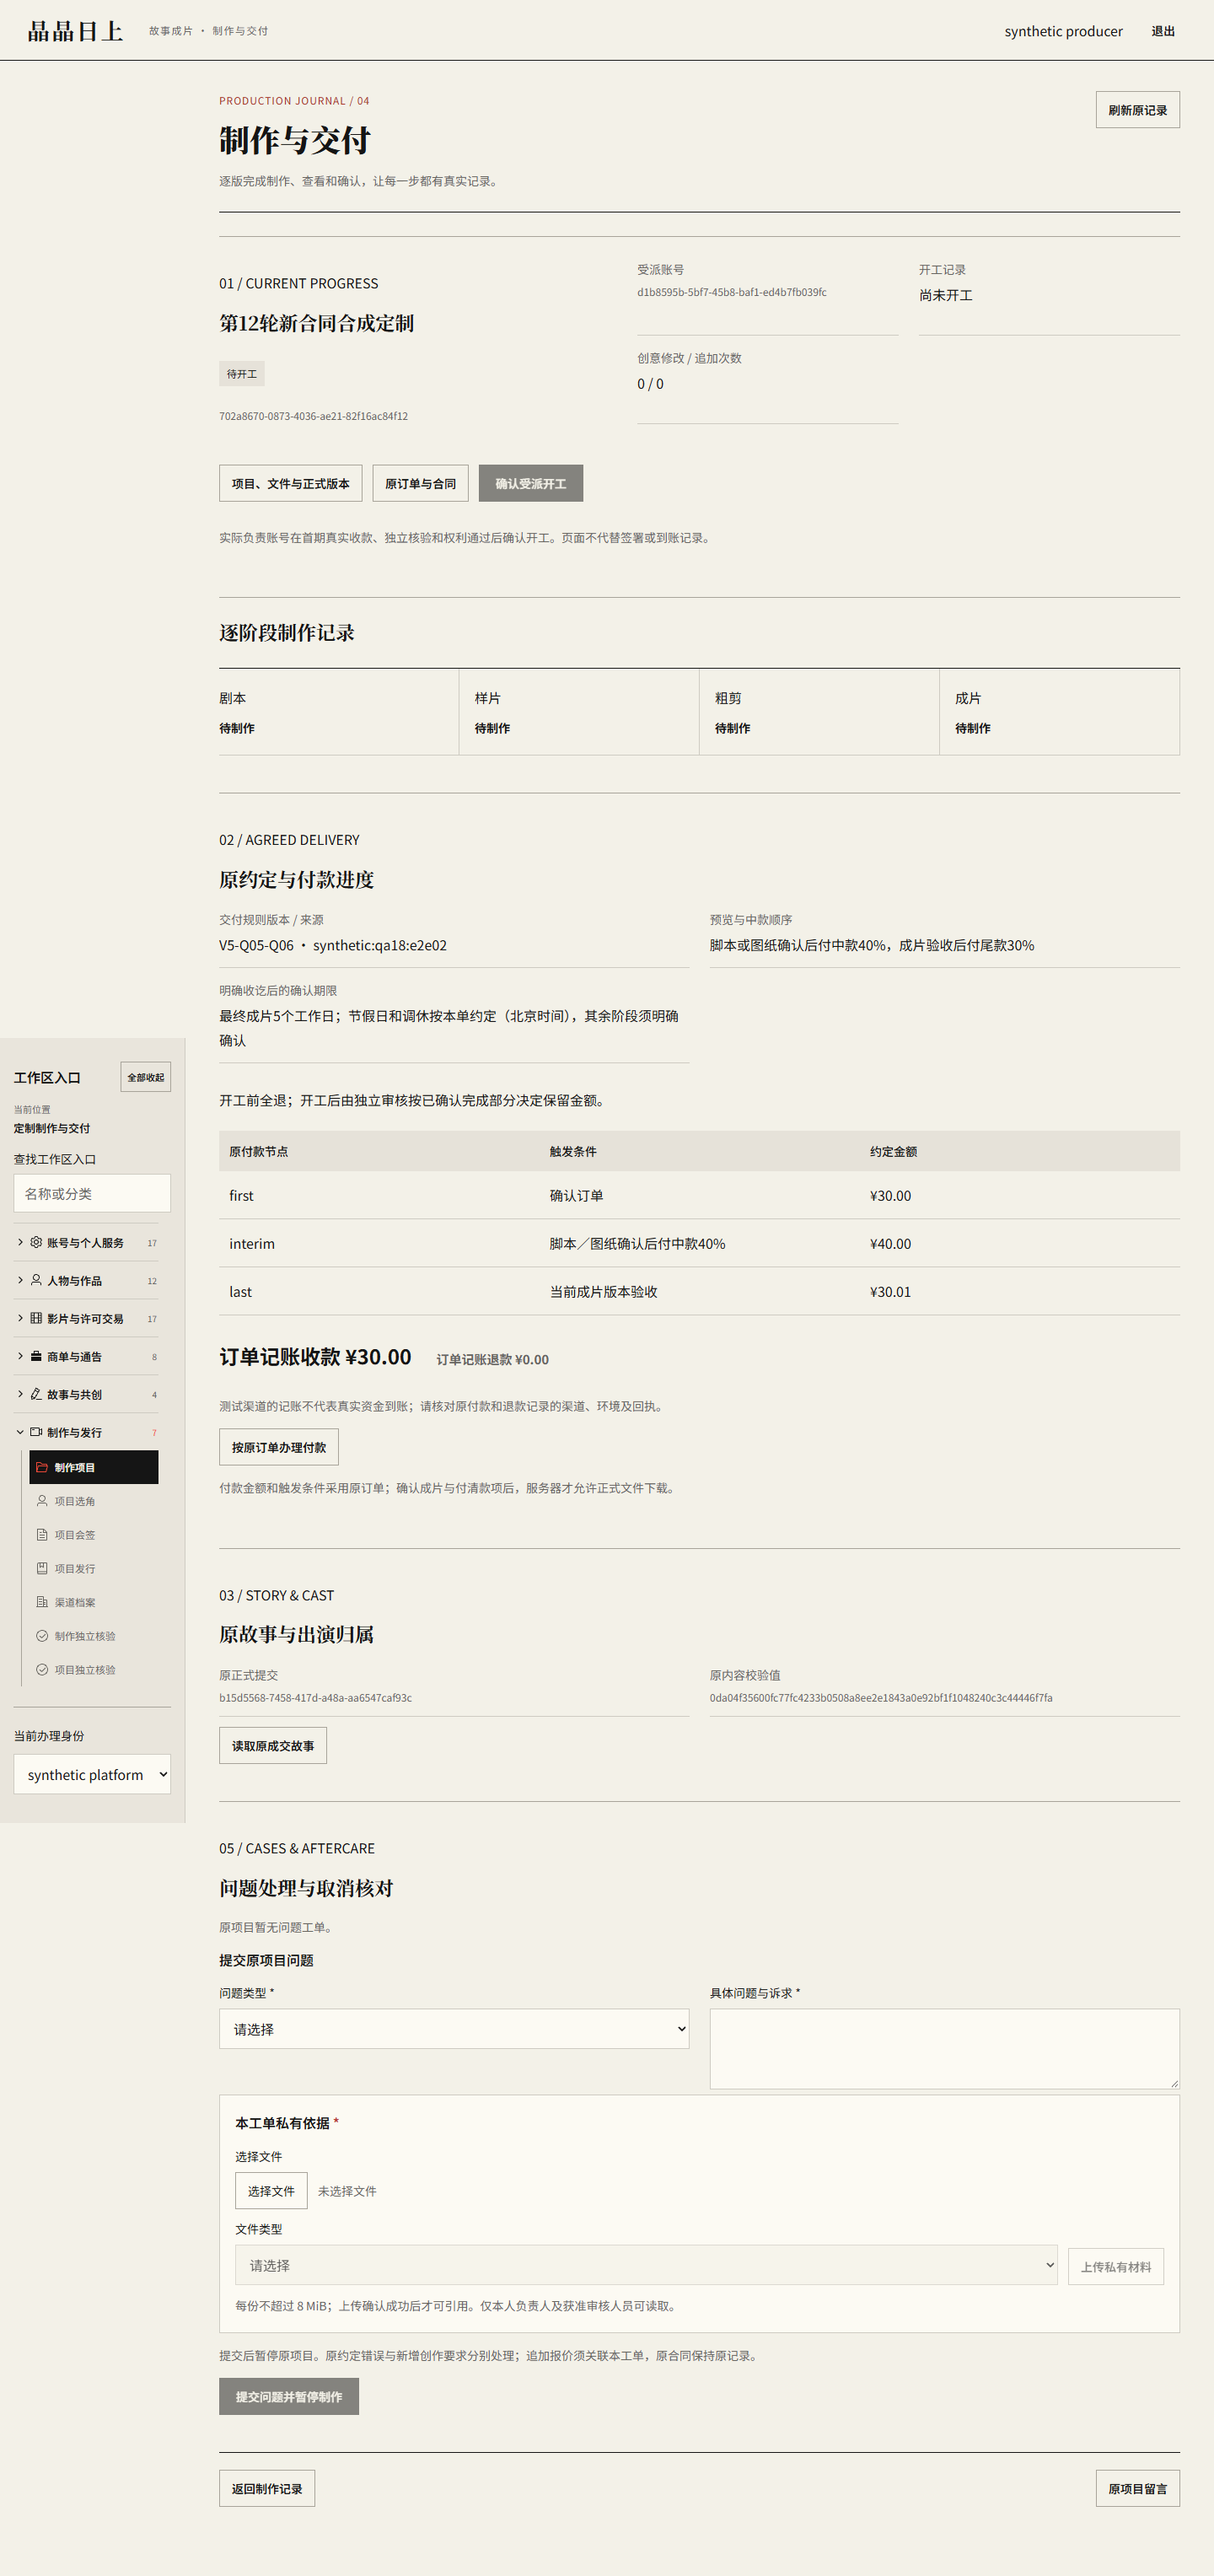 晶晶日上
故事成片 · 制作与交付
synthetic producer
退出
PRODUCTION JOURNAL / 04
刷新原记录
制作与交付
逐版完成制作、查看和确认，让每一步都有真实记录。
01 / CURRENT PROGRESS
第12轮新合同合成定制
待开工
702a8670-0873-4036-ae21-82f16ac84f12
受派账号
d1b8595b-5bf7-45b8-baf1-ed4b7fb039fc
开工记录
尚未开工
创意修改 / 追加次数
0 / 0
项目、文件与正式版本
原订单与合同
确认受派开工
实际负责账号在首期真实收款、独立核验和权利通过后确认开工。页面不代替签署或到账记录。
逐阶段制作记录
剧本
待制作
样片
待制作
粗剪
待制作
成片
待制作
02 / AGREED DELIVERY
原约定与付款进度
交付规则版本 / 来源
V5-Q05-Q06 · synthetic:qa18:e2e02
预览与中款顺序
脚本或图纸确认后付中款40%，成片验收后付尾款30%
明确收讫后的确认期限
最终成片5个工作日；节假日和调休按本单约定（北京时间），其余阶段须明确
确认
开工前全退；开工后由独立审核按已确认完成部分决定保留金额。
原付款节点
触发条件
约定金额
first
确认订单
¥30.00
interim
脚本／图纸确认后付中款40%
¥40.00
last
当前成片版本验收
¥30.01
订单记账收款 ¥30.00
订单记账退款 ¥0.00
测试渠道的记账不代表真实资金到账；请核对原付款和退款记录的渠道、环境及回执。
按原订单办理付款
付款金额和触发条件采用原订单；确认成片与付清款项后，服务器才允许正式文件下载。
03 / STORY & CAST
原故事与出演归属
原正式提交
b15d5568-7458-417d-a48a-aa6547caf93c
原内容校验值
0da04f35600fc77fc4233b0508a8ee2e1843a0e92bf1f1048240c3c44446f7fa
读取原成交故事
05 / CASES & AFTERCARE
问题处理与取消核对
原项目暂无问题工单。
提交原项目问题
问题类型 *
请选择
具体问题与诉求 *
本工单私有依据 *
选择文件
选择文件
未选择文件
文件类型
请选择
上传私有材料
每份不超过 8 MiB；上传确认成功后才可引用。仅本人负责人及获准审核人员可读取。
提交后暂停原项目。原约定错误与新增创作要求分别处理；追加报价须关联本工单，原合同保持原记录。
提交问题并暂停制作
返回制作记录
原项目留言
工作区入口
全部收起
当前位置
定制制作与交付
查找工作区入口
名称或分类
账号与个人服务
17
人物与作品
12
影片与许可交易
17
商单与通告
8
故事与共创
4
制作与发行
7
制作项目
项目选角
项目会签
项目发行
渠道档案
制作独立核验
项目独立核验
当前办理身份
synthetic platform